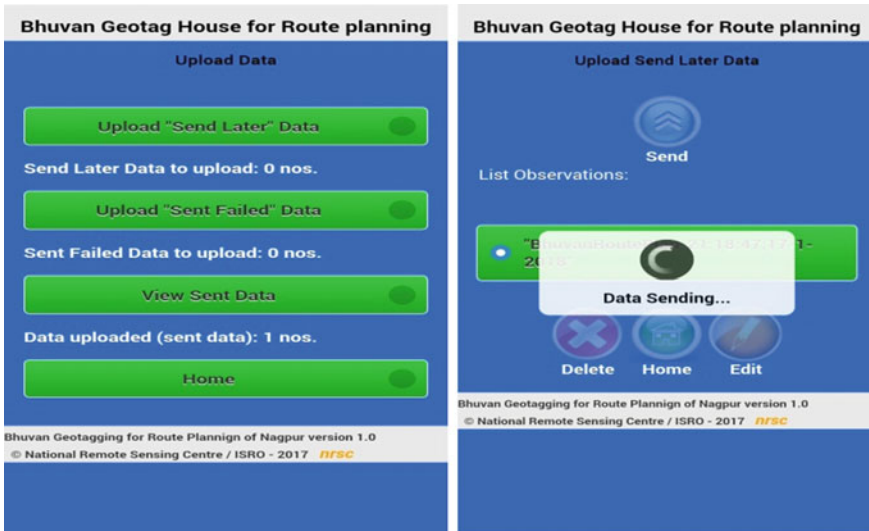 Bhuvan Geotag House for Route planning
Upload Data
Upload "Send Later" Data
Send Later Data to upload: 0 nos.
Upload "Sent Failed" Data
Sent Failed Data to upload: 0 nos.
View Sent Data
Data uploaded (sent data): 1 nos.
Home
Bhuvan Geotagging for Route Plannign of Nagpur version 1.0
© National Remote Sensing Centre / ISRO - 2017 nrsc
Bhuvan Geotag House for Route planning
Upload Send Later Data
Send
List Observations:
Data Sending...
Delete Home Edit
Bhuvan Geotagging for Route Plannign of Nagpur version 1.0
© National Remote Sensing Centre / ISRO - 2017 nrsc